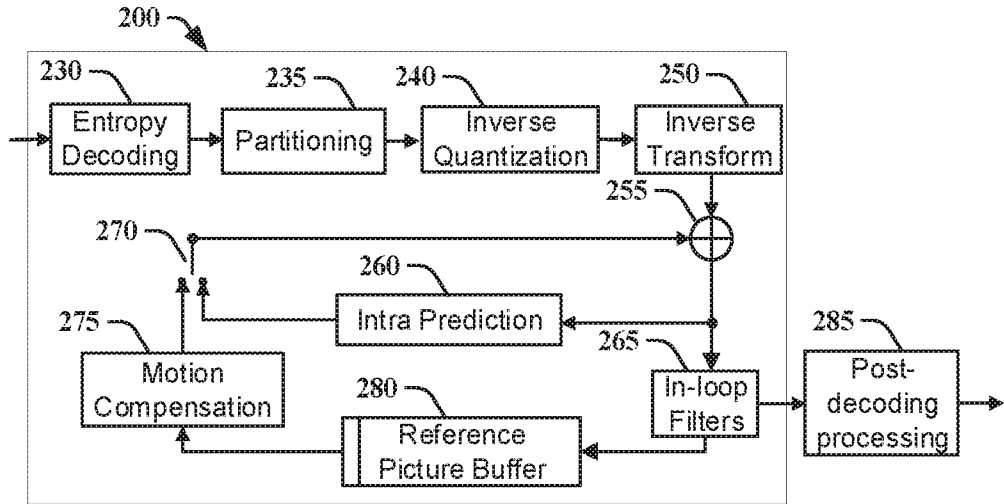 200
230
235
240
250
Entropy
Decoding
Partitioning
Inverse
Quantization
Inverse
Transform
255
270
260
Intra Prediction
275
265
285
Motion
Compensation
280
Reference
Picture Buffer
In-loop
Filters
Post-
decoding
processing